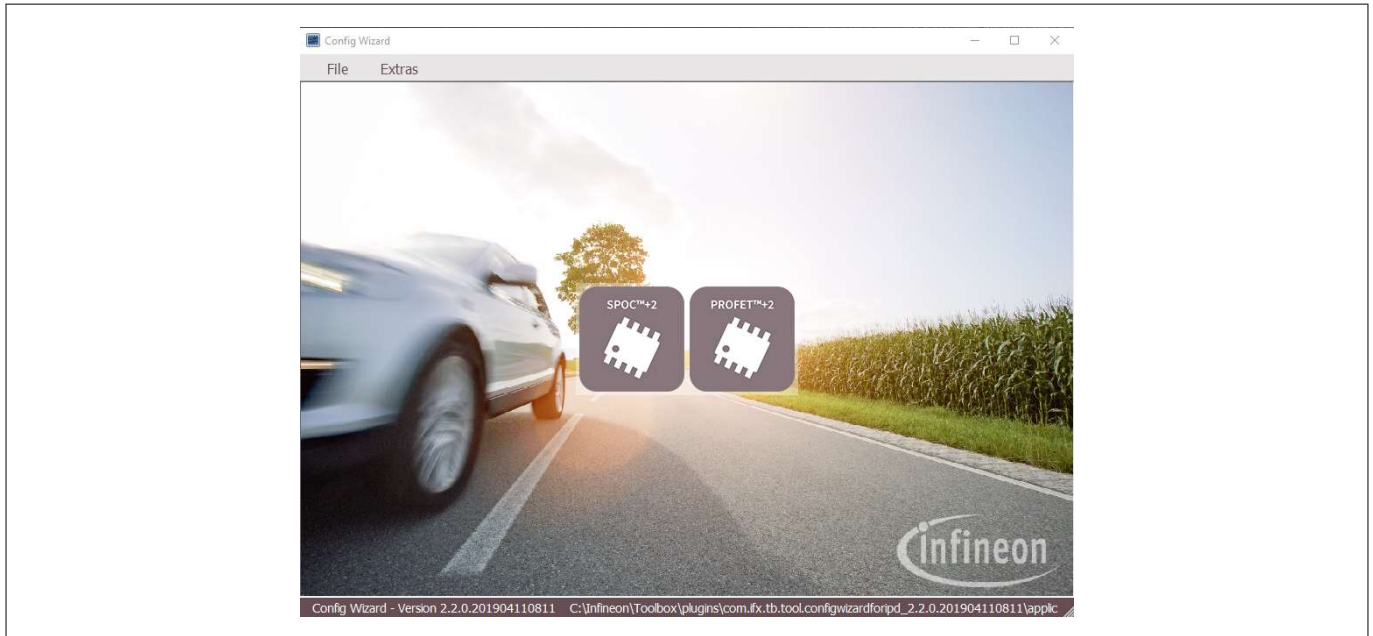 Config Wizard
File Extras
SPOC™+2 PROFET™+2
infineon
Config Wizard - Version 2.2.0.201904110811 C:\Infineon\Toolbox\plugins\com.ifx.tb.tool.configwizardforipd_2.2.0.201904110811\applic